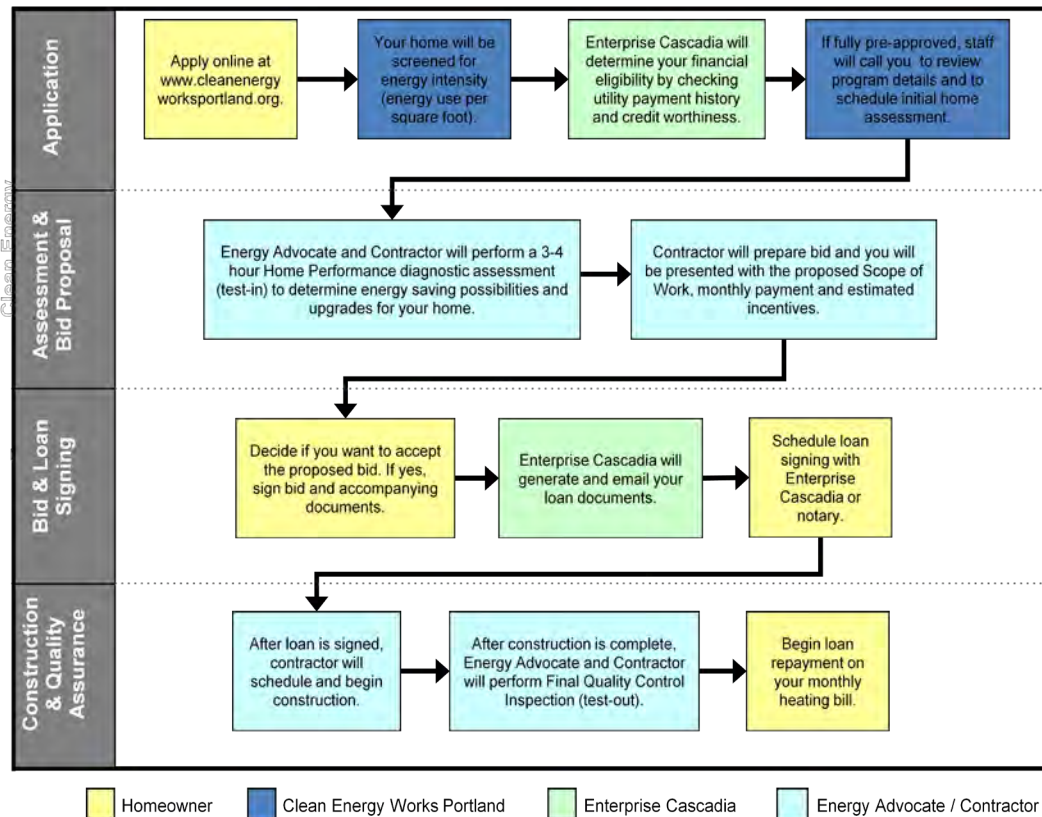 Application
Apply online at
www.cleanenergy
worksportland.org.
Your home will be
screened for
energy intensity
(energy use per
square foot).
Enterprise Cascadia will
determine your financial
eligibility by checking
utility payment history
and credit worthiness.
If fully pre-approved, staff
will call you to review
program details and to
schedule initial home
assessment.
Clean Energy
Assessment &
Bid Proposal
Energy Advocate and Contractor will perform a 3-4
hour Home Performance diagnostic assessment
(test-in) to determine energy saving possibilities and
upgrades for your home.
Contractor will prepare bid and you will
be presented with the proposed Scope of
Work, monthly payment and estimated
incentives.
Bid & Loan
Signing
Decide if you want to accept
the proposed bid. If yes,
sign bid and accompanying
documents.
Enterprise Cascadia will
generate and email your
loan documents.
Schedule loan
signing with
Enterprise
Cascadia or
notary.
Construction
& Quality
Assurance
After loan is signed,
contractor will
schedule and begin
construction.
After construction is complete,
Energy Advocate and Contractor
will perform Final Quality Control
Inspection (test-out).
Begin loan
repayment on
your monthly
heating bill.
Homeowner
Clean Energy Works Portland
Enterprise Cascadia
Energy Advocate / Contractor